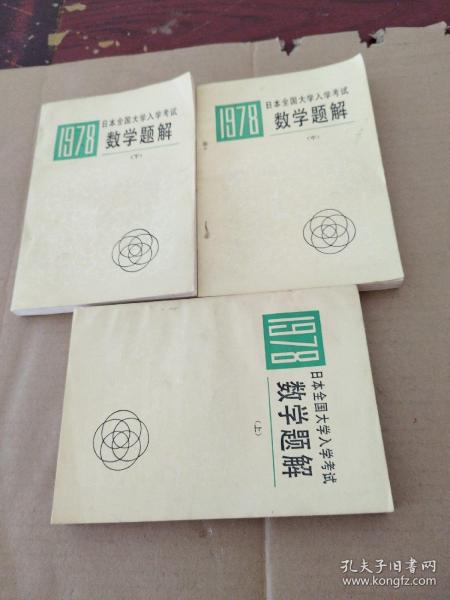 1978
日本全国大学入学考试
数学题解
(下)
1978
日本全国大学入学考试
数学题解
(中)
1978
日本全国大学入学考试
数学题解
(上)
孔夫子旧书网
www.kongfz.com